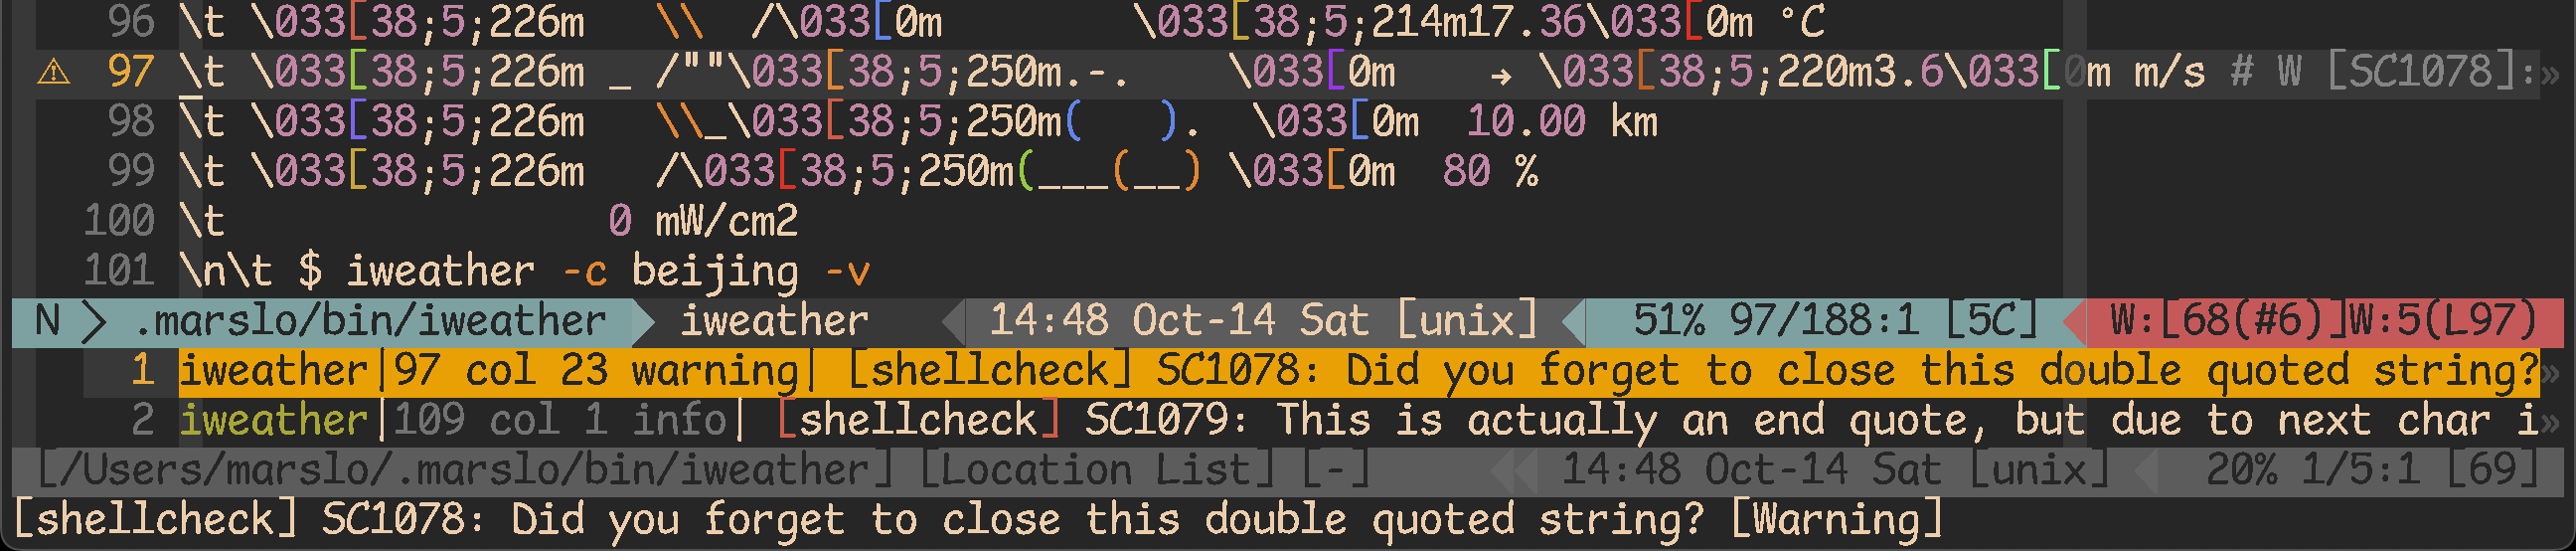 96 \t \033[38;5;226m   \\  /\033[0m        \033[38;5;214m17.36\033[0m °C
⚠ 97 \t \033[38;5;226m _ /""\033[38;5;250m.-.    \033[0m    → \033[38;5;220m3.6\033[0m m/s # W [SC1078]:»
98 \t \033[38;5;226m   \\_\033[38;5;250m(   ).  \033[0m  10.00 km
99 \t \033[38;5;226m   /\033[38;5;250m(___(__) \033[0m  80 %
100 \t                0 mW/cm2
101 \n\t $ iweather -c beijing -v
N > .marslo/bin/iweather iweather 14:48 Oct-14 Sat [unix] 51% 97/188:1 [5C] W:[68(#6)]W:5(L97)
1 iweather|97 col 23 warning| [shellcheck] SC1078: Did you forget to close this double quoted string?»
2 iweather|109 col 1 info| [shellcheck] SC1079: This is actually an end quote, but due to next char i»
[/Users/marslo/.marslo/bin/iweather] [Location List] [-] 14:48 Oct-14 Sat [unix] 20% 1/5:1 [69]
[shellcheck] SC1078: Did you forget to close this double quoted string? [Warning]